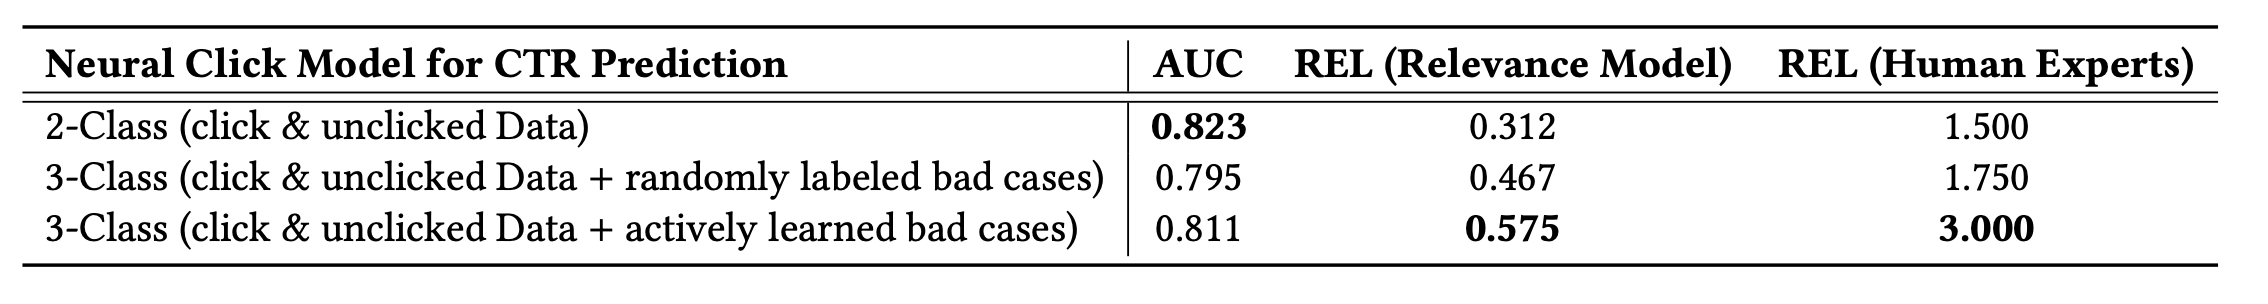 Neural Click Model for CTR Prediction AUC REL (Relevance Model) REL (Human Experts)
2-Class (click & unclicked Data) 0.823 0.312 1.500
3-Class (click & unclicked Data + randomly labeled bad cases) 0.795 0.467 1.750
3-Class (click & unclicked Data + actively learned bad cases) 0.811 0.575 3.000